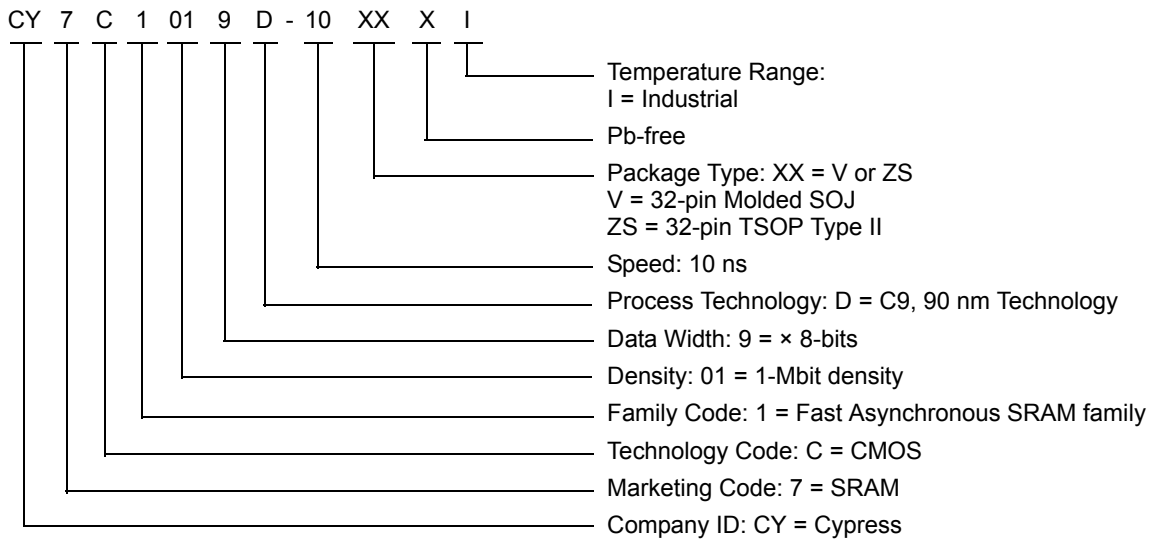 CY 7 C 1 01 9 D - 10 XX X I
Temperature Range:
I = Industrial
Pb-free
Package Type: XX = V or ZS
V = 32-pin Molded SOJ
ZS = 32-pin TSOP Type II
Speed: 10 ns
Process Technology: D = C9, 90 nm Technology
Data Width: 9 = × 8-bits
Density: 01 = 1-Mbit density
Family Code: 1 = Fast Asynchronous SRAM family
Technology Code: C = CMOS
Marketing Code: 7 = SRAM
Company ID: CY = Cypress